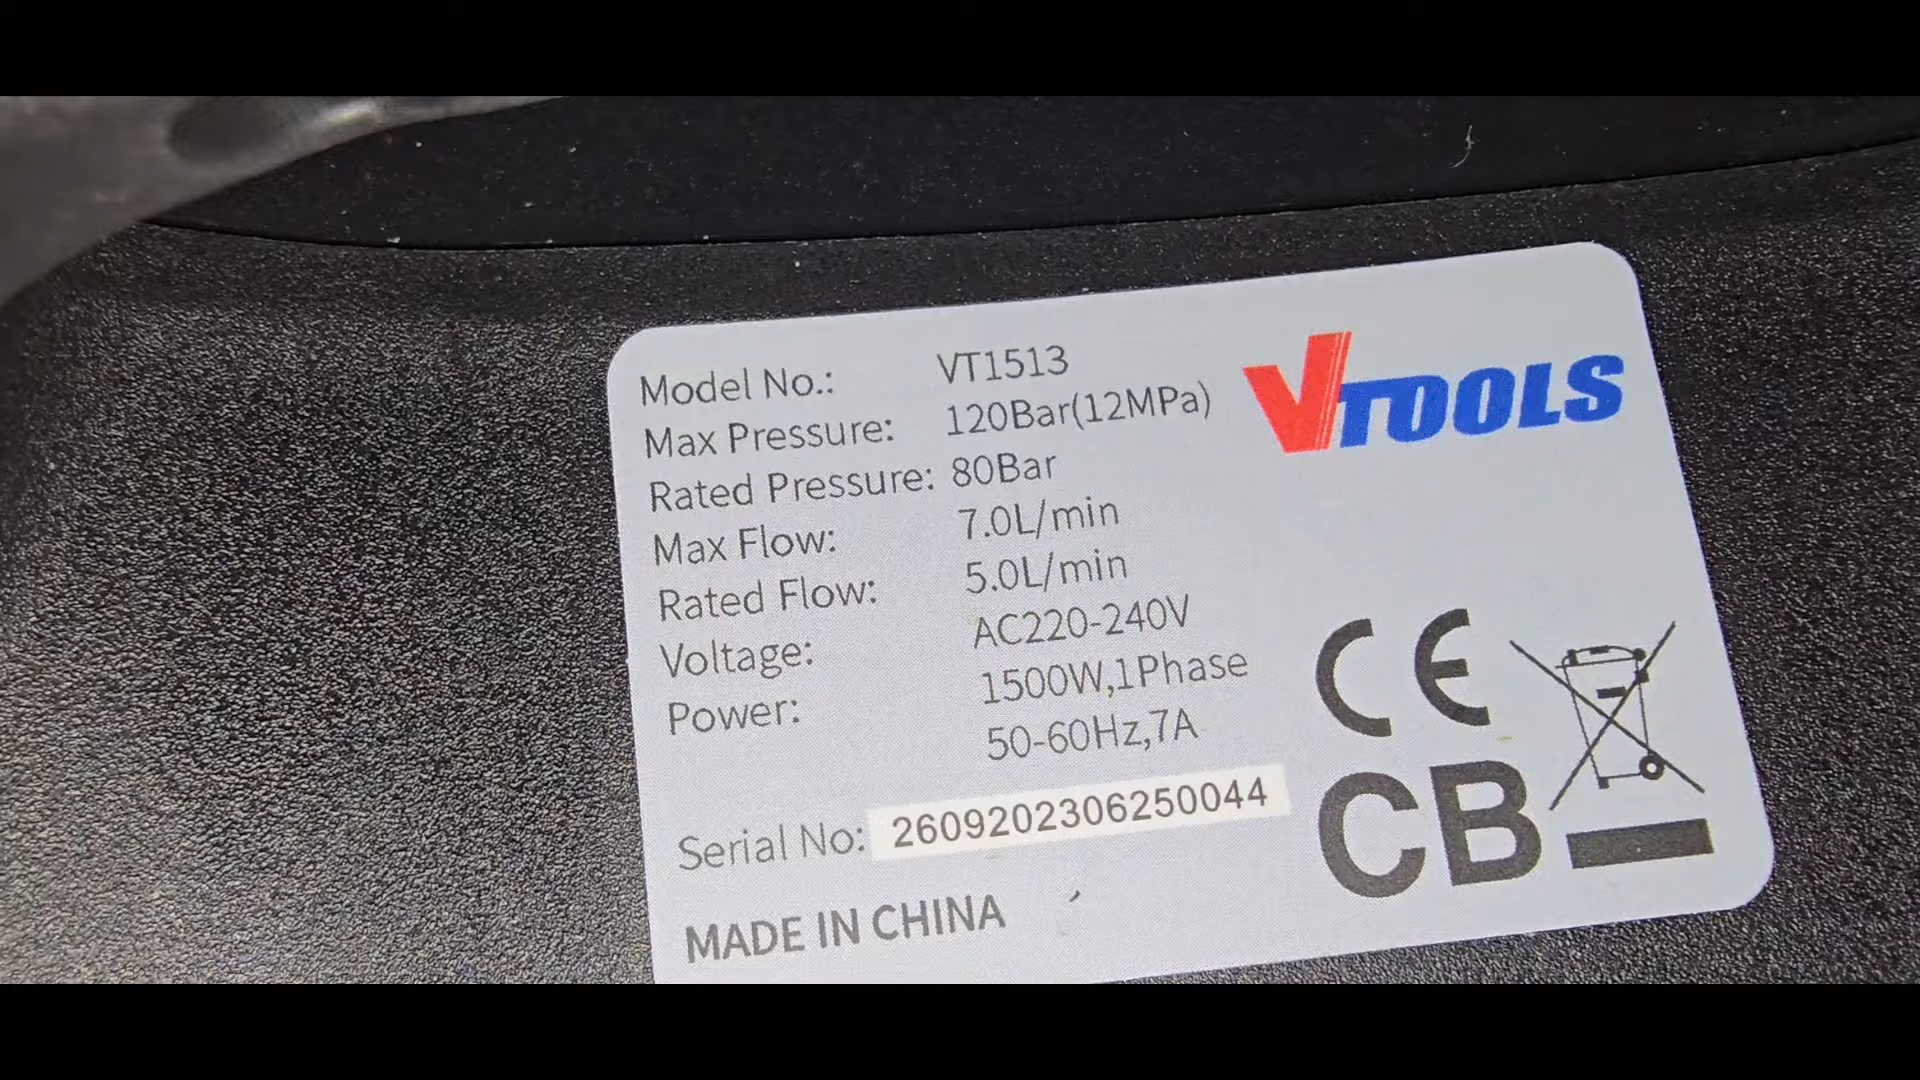 Model No.: VT1513
Max Pressure: 120Bar(12MPa)
Rated Pressure: 80Bar
Max Flow: 7.0L/min
Rated Flow: 5.0L/min
Voltage: AC220-240V
Power: 1500W,1Phase
50-60Hz,7A
Serial No: 2609202306250044
MADE IN CHINA
VTOOLS
CE
CB